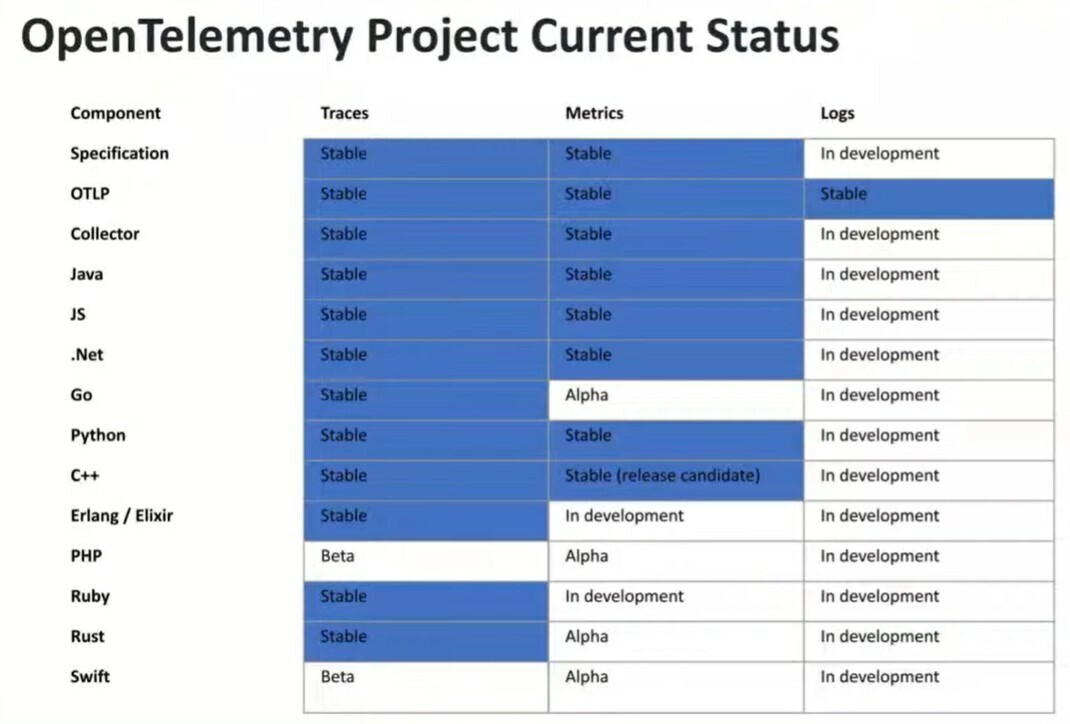 OpenTelemetry Project Current Status
Component Traces Metrics Logs
Specification Stable Stable In development
OTLP Stable Stable Stable
Collector Stable Stable In development
Java Stable Stable In development
JS Stable Stable In development
.Net Stable Stable In development
Go Stable Alpha In development
Python Stable Stable In development
C++ Stable Stable (release candidate) In development
Erlang / Elixir Stable In development In development
PHP Beta Alpha In development
Ruby Stable In development In development
Rust Stable Alpha In development
Swift Beta Alpha In development